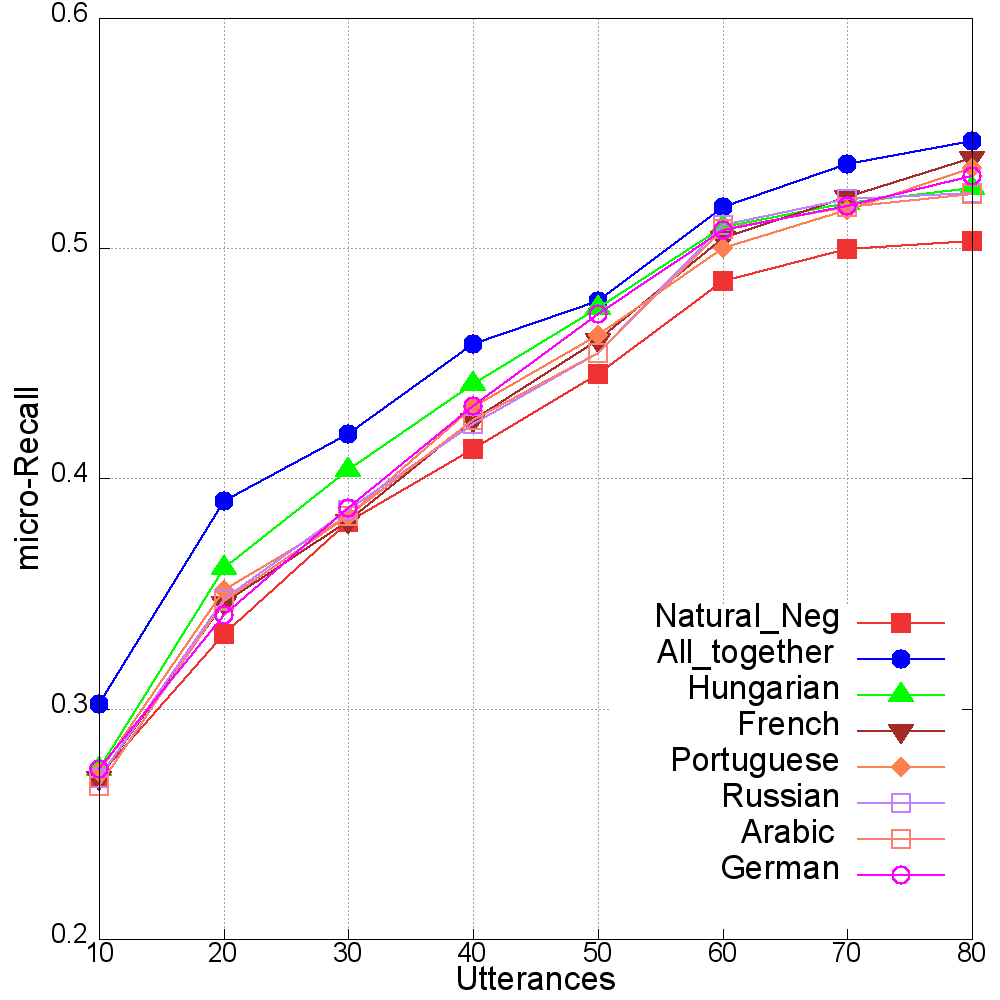 0.6
0.5
0.4
0.3
0.2
micro-Recall
Natural_Neg
All_together
Hungarian
French
Portuguese
Russian
Arabic
German
10 20 30 40 50 60 70 80
Utterances